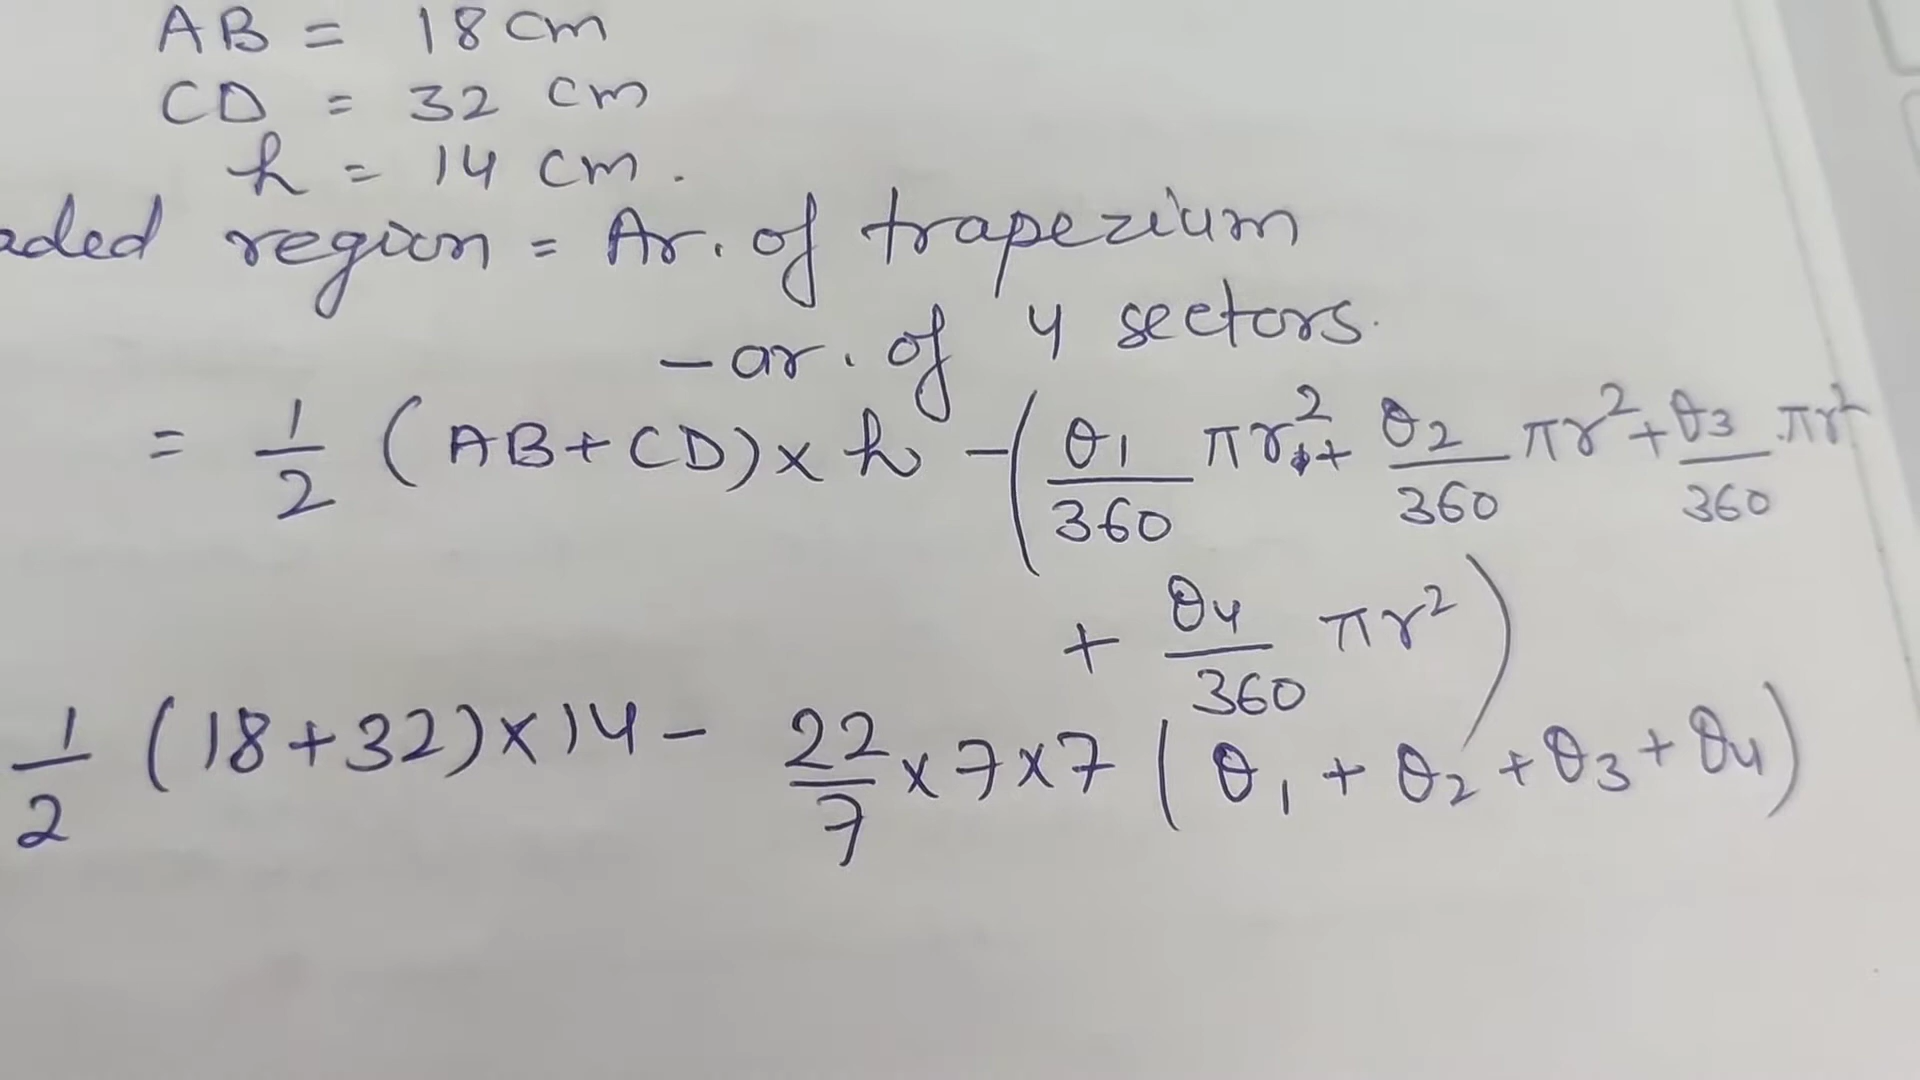 AB = 18 cm
CD = 32 cm
h = 14 cm.
aded region = Ar. of trapezium
- ar. of 4 sectors.
= 1/2 (AB + CD) × h - (θ1/360 πr² + θ2/360 πr² + θ3/360 .πr²
+ θ4/360 πr²)
1/2 (18 + 32) × 14 - 22/7 × 7 × 7 (θ1 + θ2 + θ3 + θ4)